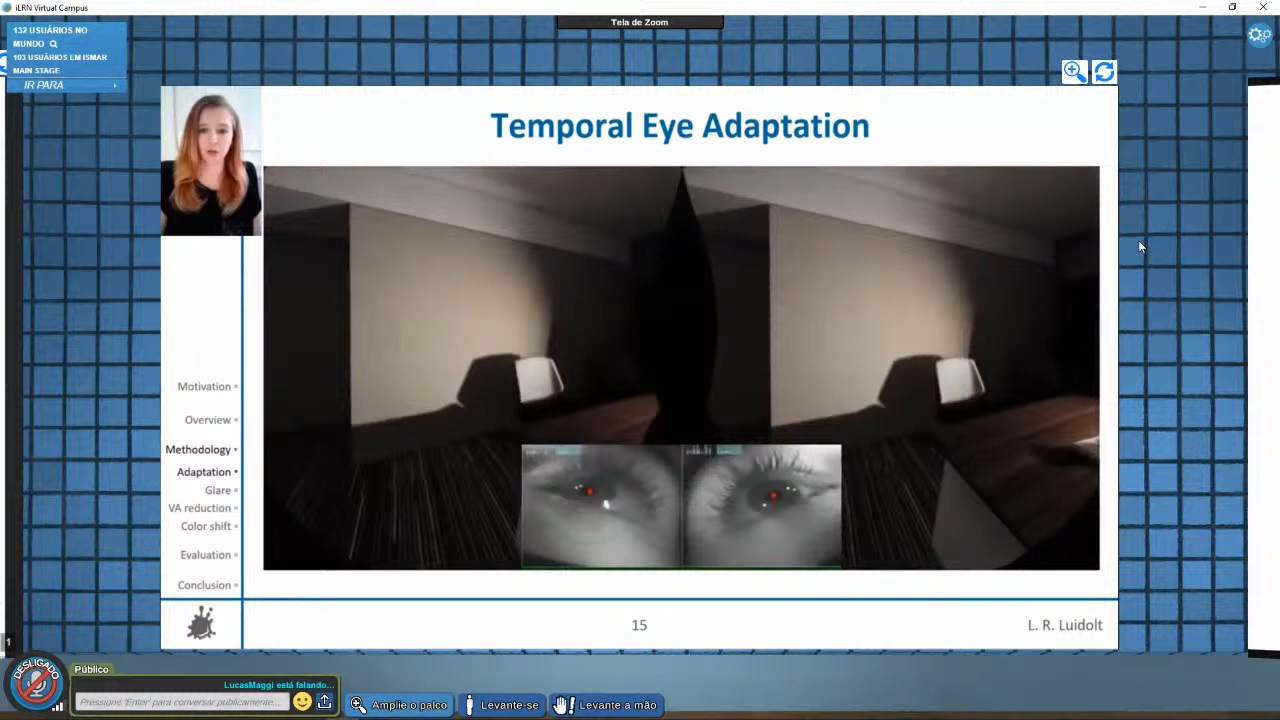 iLRN Virtual Campus
Tela de Zoom
132 USUÁRIOS NO
MUNDO
103 USUÁRIOS EM ISMAR
MAIN STAGE
IR PARA
Temporal Eye Adaptation
Motivation
Overview
Methodology
Adaptation
Glare
VA reduction
Color shift
Evaluation
Conclusion
15
L. R. Luidolt
1
DESLIGADO
Público
LucasMaggi está falando...
Pressione 'Enter' para conversar publicamente...
Amplie o palco
Levante-se
Levante a mão